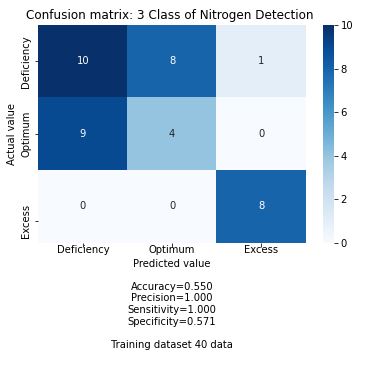 Confusion matrix: 3 Class of Nitrogen Detection
Actual value
Deficiency
10 8 1
Optimum
9 4 0
Excess
0 0 8
Deficiency Optimum Excess
Predicted value
10
8
6
4
2
0
Accuracy=0.550
Precision=1.000
Sensitivity=1.000
Specificity=0.571
Training dataset 40 data